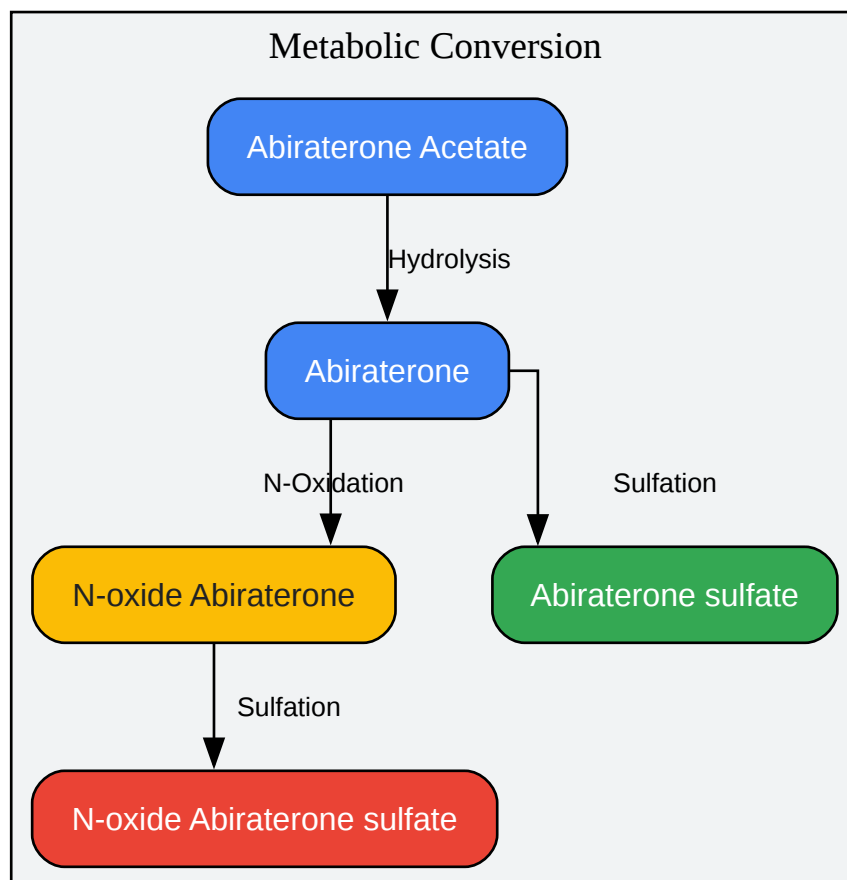 Metabolic Conversion
Abiraterone Acetate
Hydrolysis
Abiraterone
N-Oxidation
Sulfation
N-oxide Abiraterone
Abiraterone sulfate
Sulfation
N-oxide Abiraterone sulfate